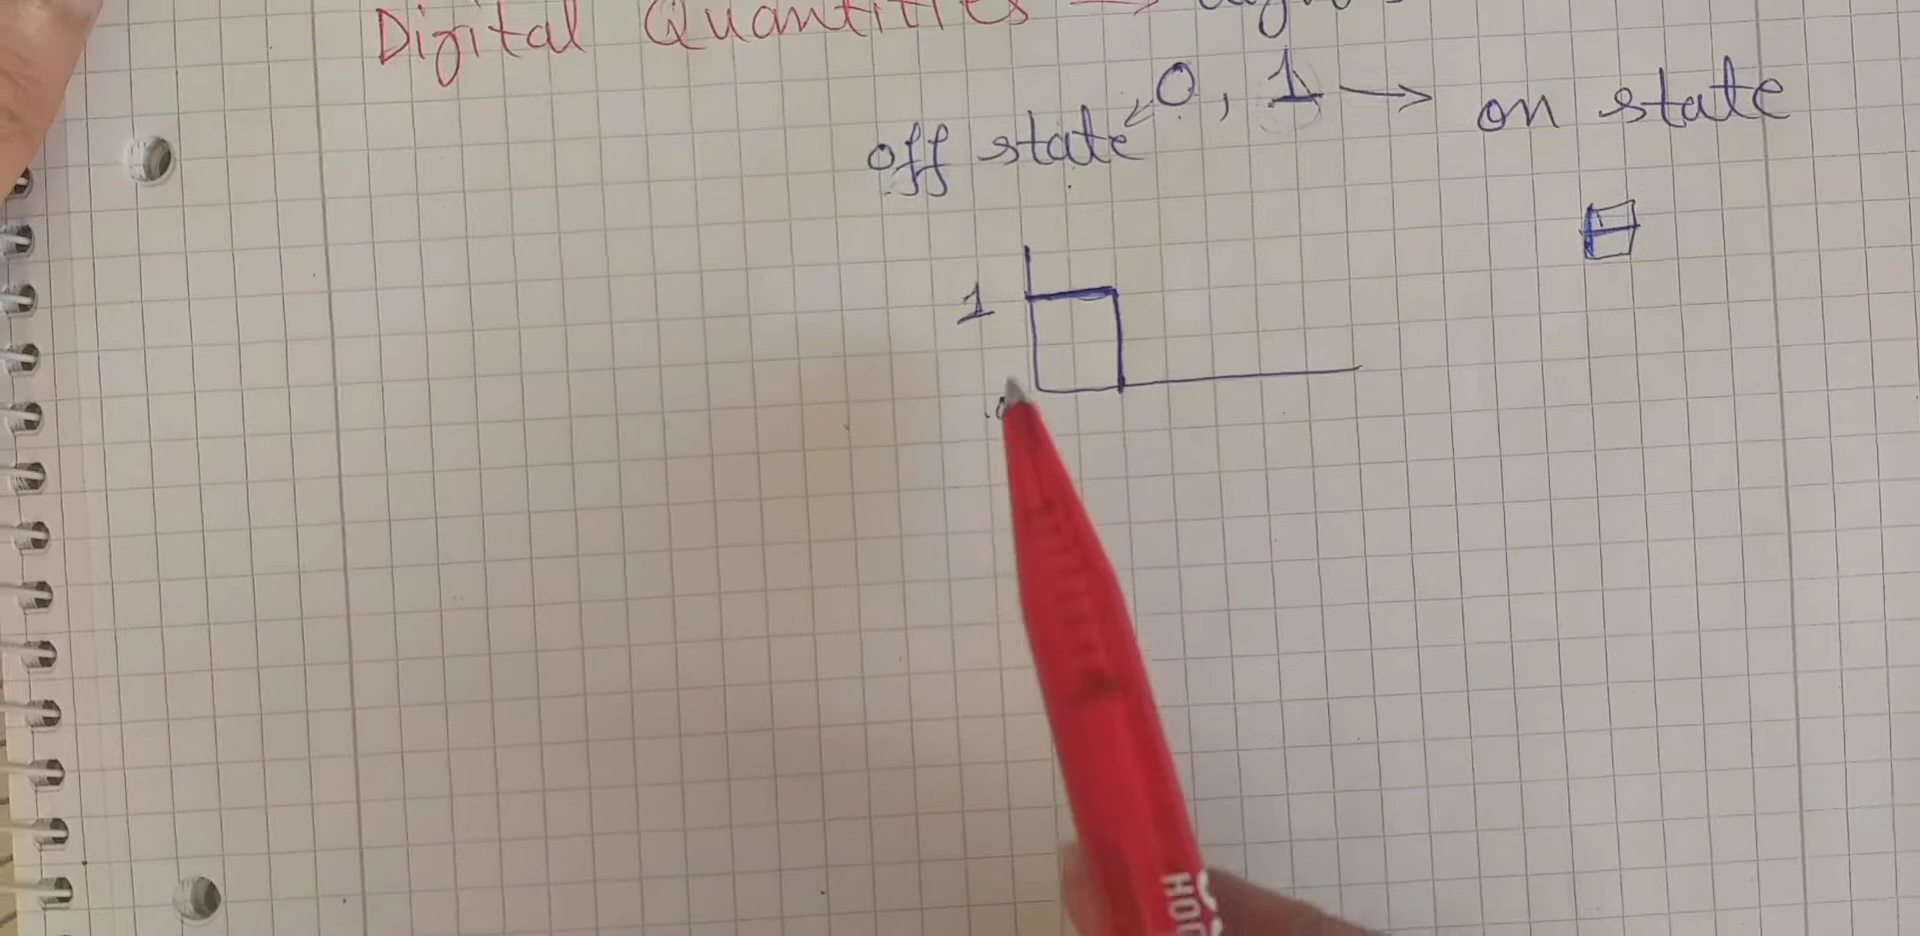 Digital Quantities →
off state ↙ 0, 1 → on state
1